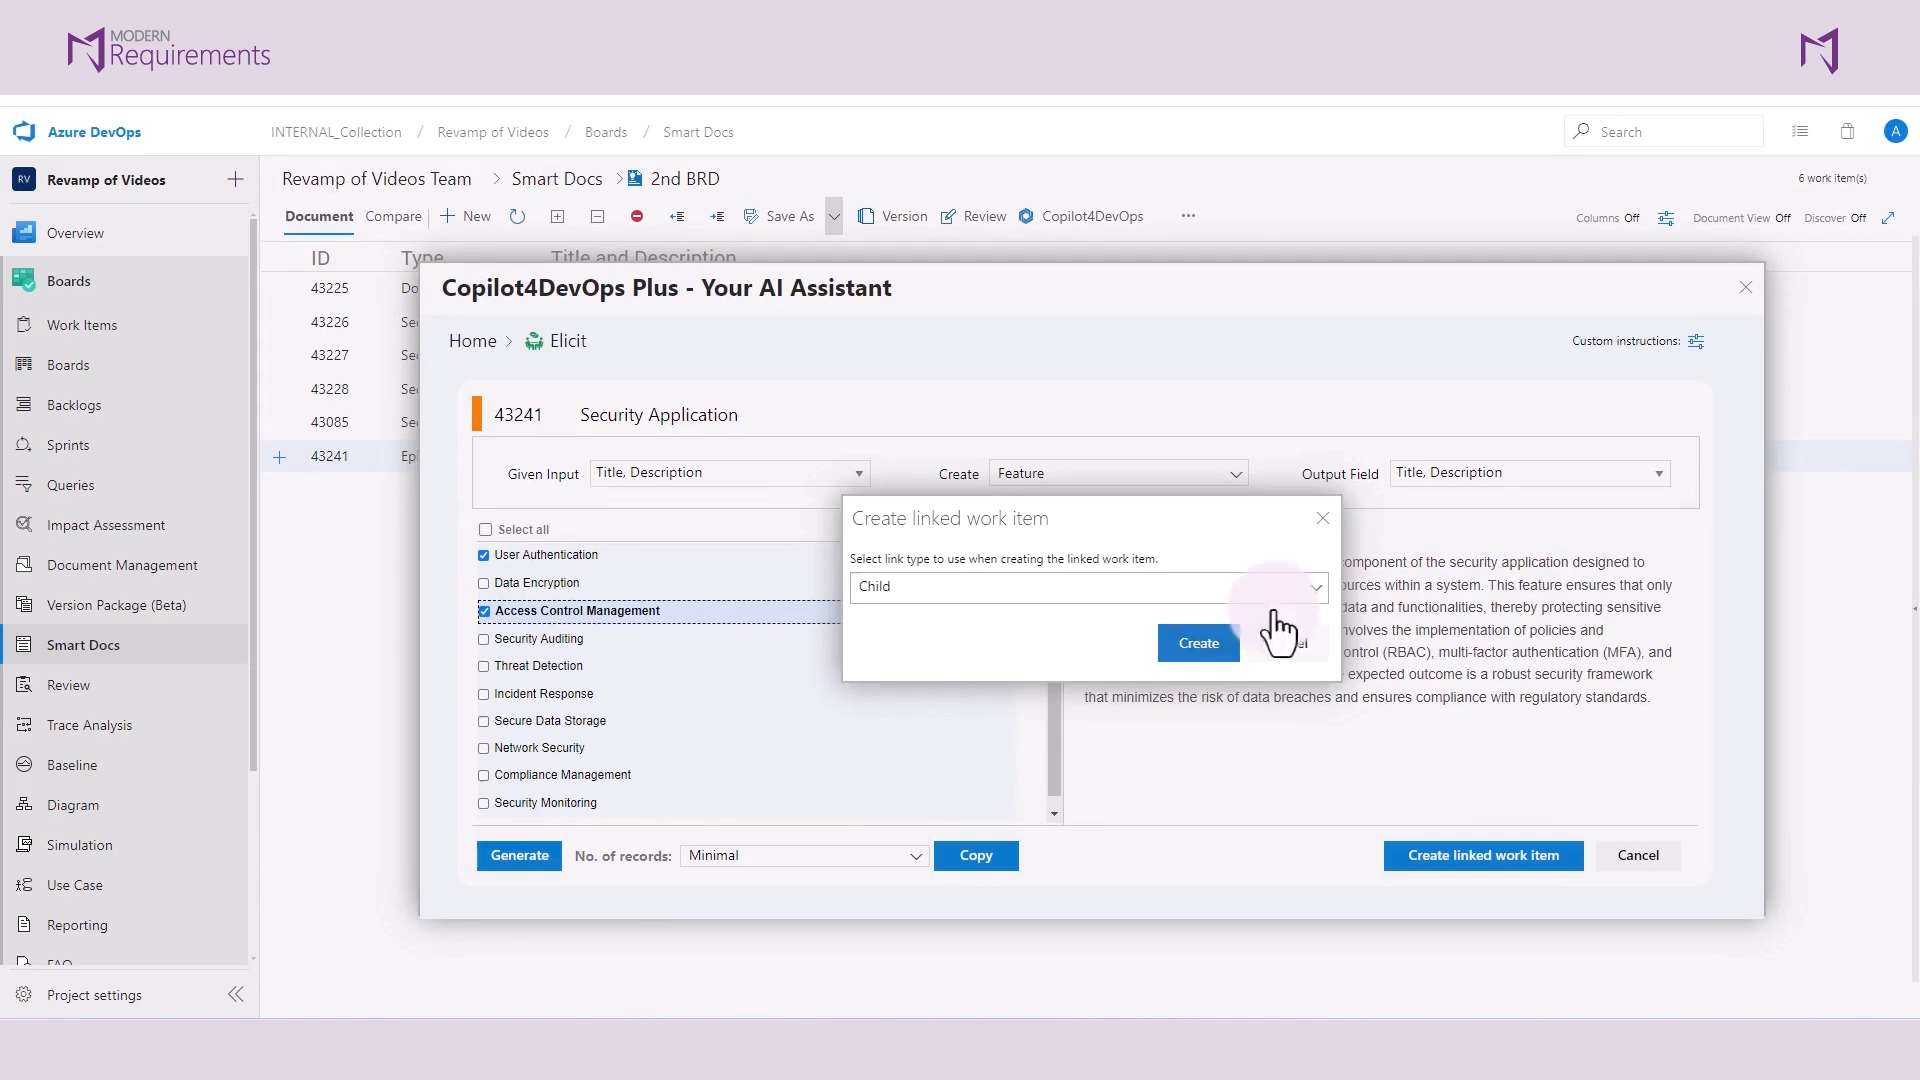 MODERN
Requirements
Azure DevOps
INTERNAL_Collection / Revamp of Videos / Boards / Smart Docs
Search
A
RV Revamp of Videos
Revamp of Videos Team > Smart Docs > 2nd BRD
6 work item(s)
Document Compare New Save As Version Review Copilot4DevOps
Columns Off Document View Off Discover Off
Overview
Boards
Work Items
Boards
Backlogs
Sprints
Queries
Impact Assessment
Document Management
Version Package (Beta)
Smart Docs
Review
Trace Analysis
Baseline
Diagram
Simulation
Use Case
Reporting
FAQ
Project settings
ID Type Title and Description
43225 Do
43226 Sec
43227 Sec
43228 Sec
43085 Sec
43241 Epi
Copilot4DevOps Plus - Your AI Assistant
Home > Elicit
Custom instructions:
43241 Security Application
Given Input Title, Description
Create Feature
Output Field Title, Description
Select all
User Authentication
Data Encryption
Access Control Management
Security Auditing
Threat Detection
Incident Response
Secure Data Storage
Network Security
Compliance Management
Security Monitoring
Create linked work item
Select link type to use when creating the linked work item.
Child
Create
component of the security application designed to
ources within a system. This feature ensures that only
data and functionalities, thereby protecting sensitive
nvolves the implementation of policies and
ontrol (RBAC), multi-factor authentication (MFA), and
expected outcome is a robust security framework
that minimizes the risk of data breaches and ensures compliance with regulatory standards.
Generate No. of records: Minimal Copy
Create linked work item Cancel